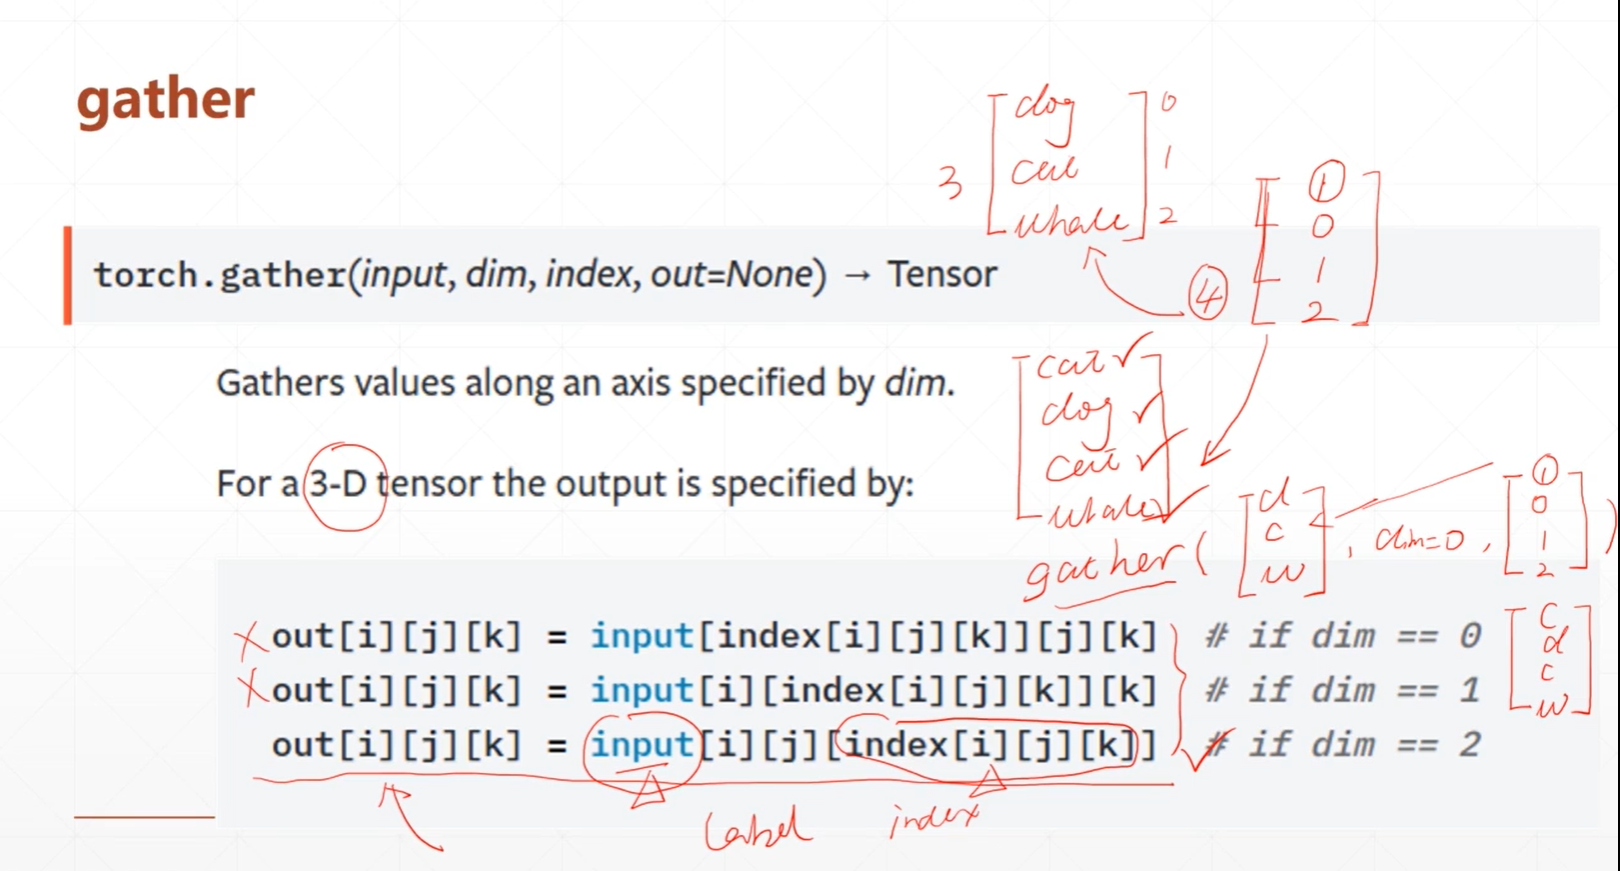 gather
dog 0
3 cat 1
whale 2
1
0
1
2
4
torch.gather(input, dim, index, out=None) → Tensor
Gathers values along an axis specified by dim.
cat ✓
dog ✓
cat ✓
whale ✓
For a 3-D tensor the output is specified by:
gather ( d c w , dim=0 , 1 0 1 2 )
out[i][j][k] = input[index[i][j][k]][j][k] # if dim == 0
out[i][j][k] = input[i][index[i][j][k]][k] # if dim == 1
out[i][j][k] = input[i][j][index[i][j][k]] # if dim == 2
c
d
c
w
label index